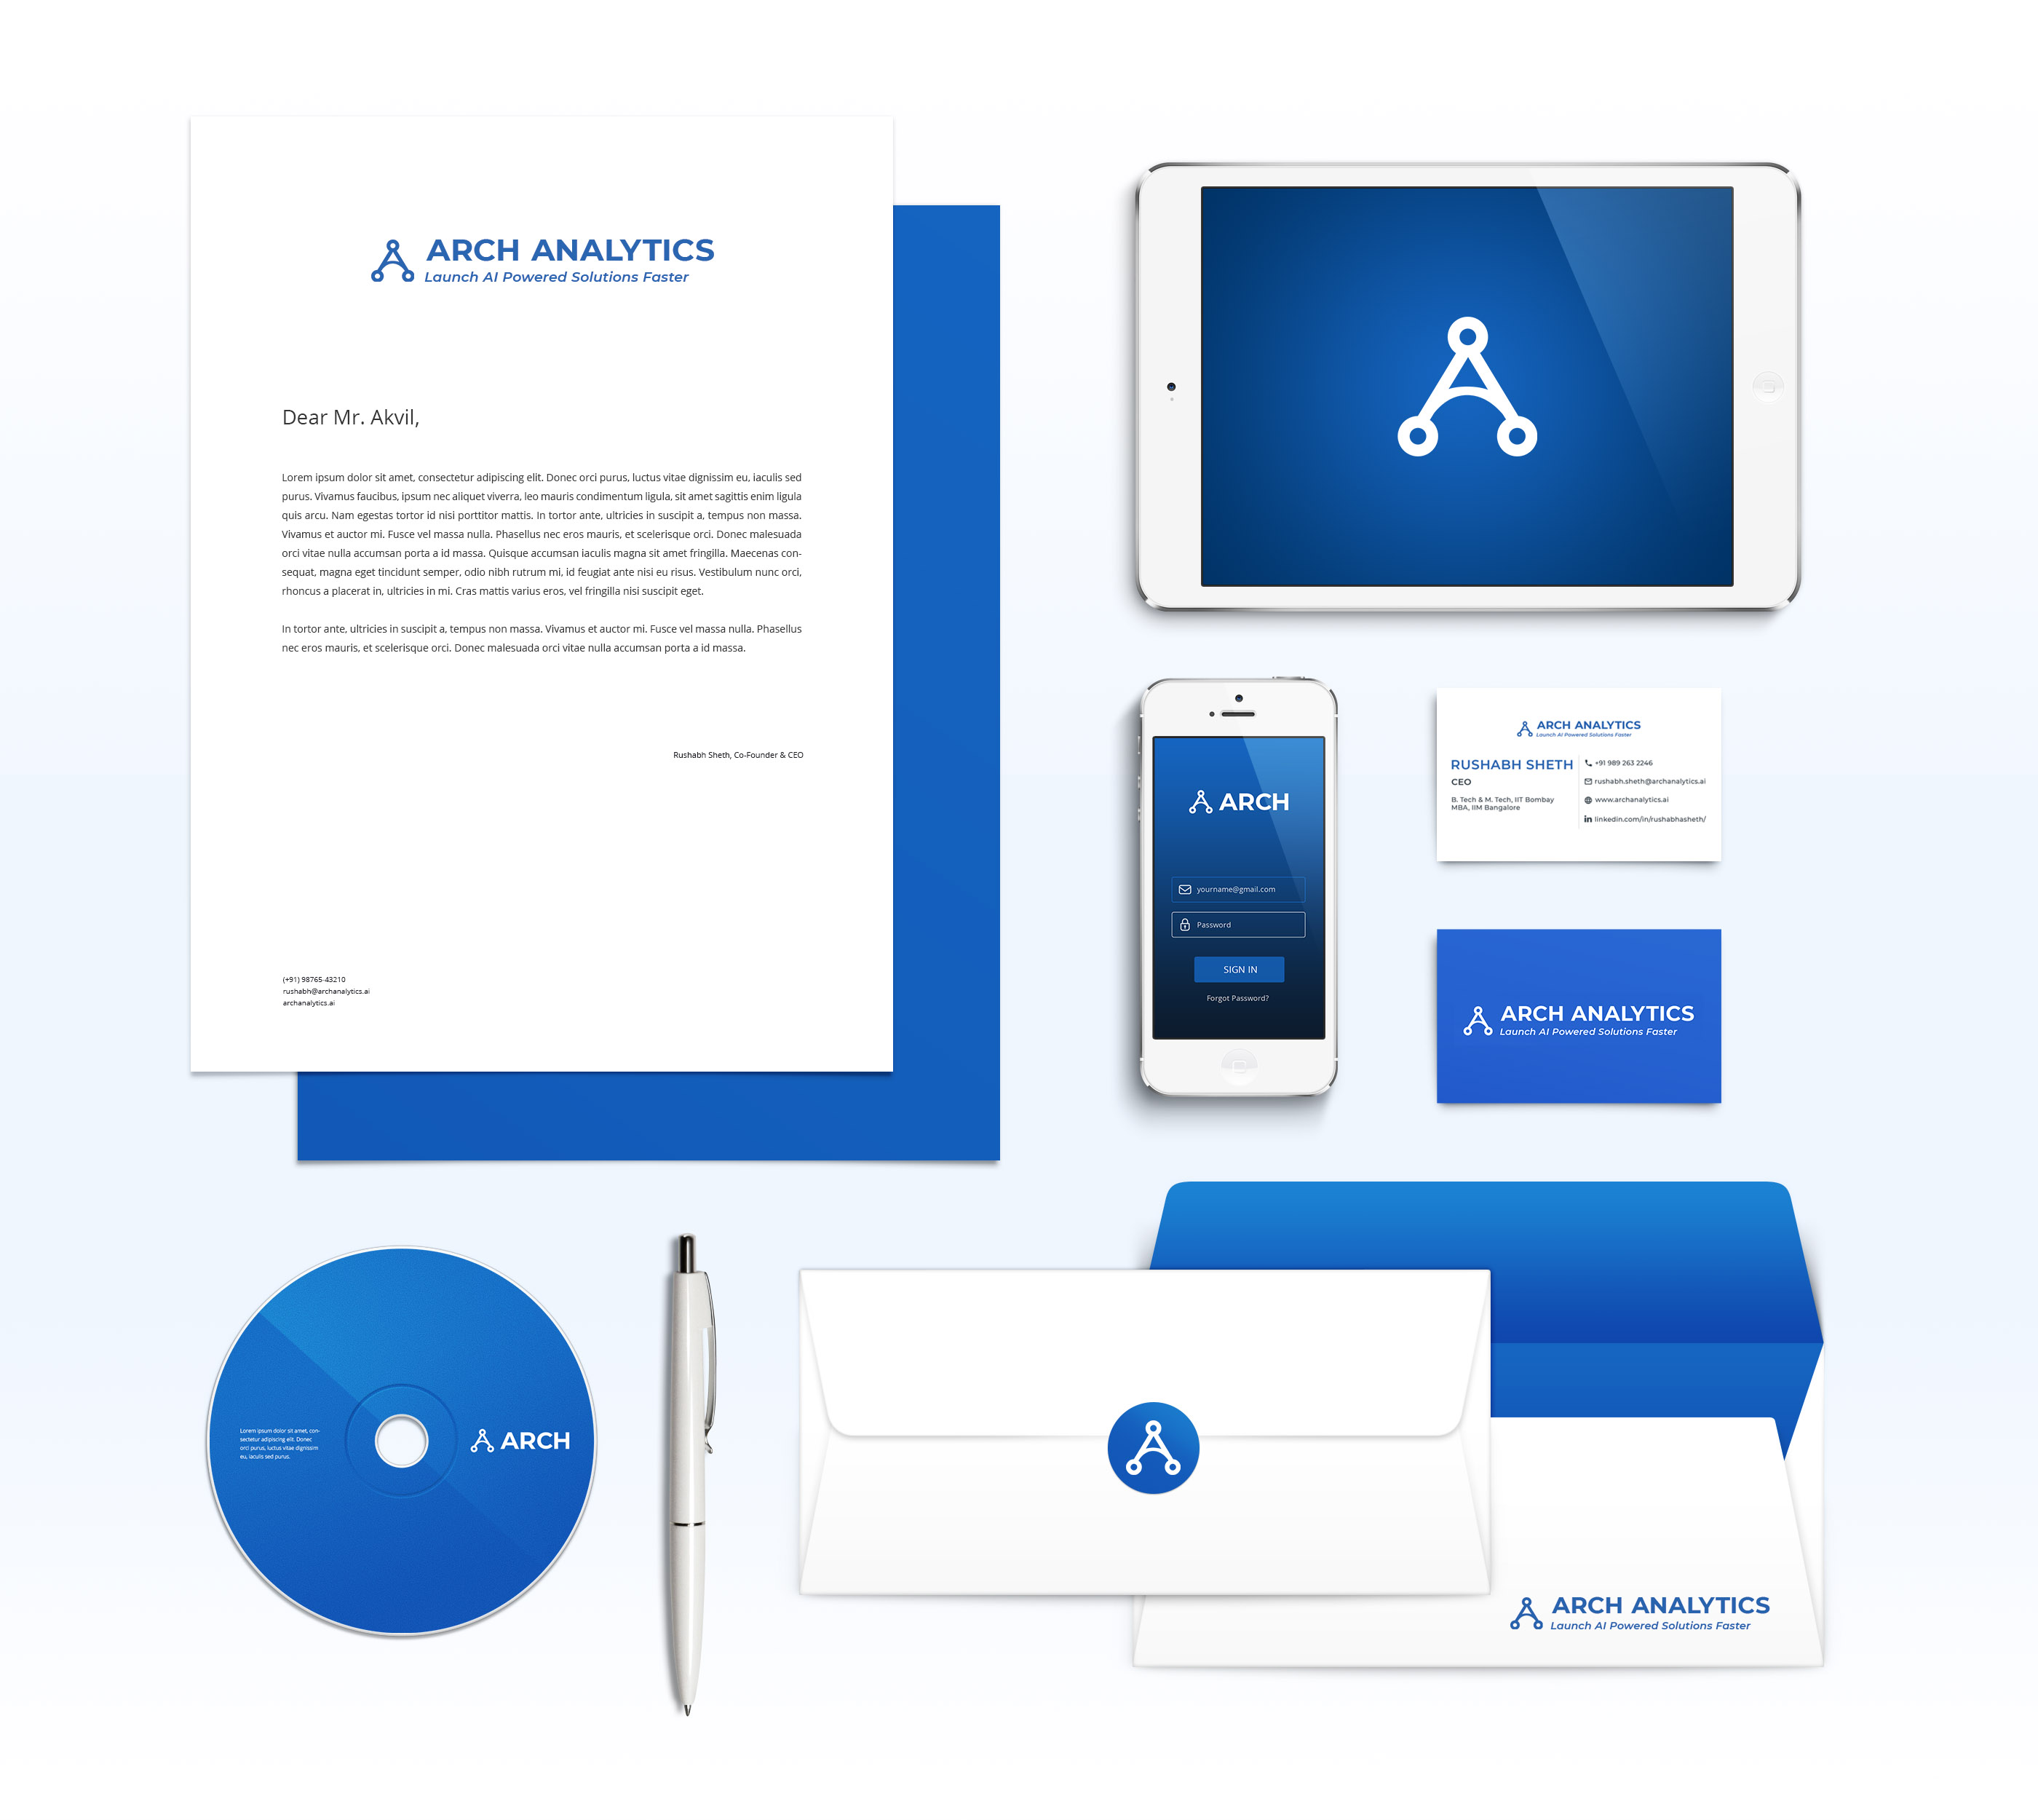 ARCH ANALYTICS
Launch AI Powered Solutions Faster
Dear Mr. Akvil,
Lorem ipsum dolor sit amet, consectetur adipiscing elit. Donec orci purus, luctus vitae dignissim eu, iaculis sed
purus. Vivamus faucibus, ipsum nec aliquet viverra, leo mauris condimentum ligula, sit amet sagittis enim ligula
quis arcu. Nam egestas tortor id nisi porttitor mattis. In tortor ante, ultricies in suscipit a, tempus non massa.
Vivamus et auctor mi. Fusce vel massa nulla. Phasellus nec eros mauris, et scelerisque orci. Donec malesuada
orci vitae nulla accumsan porta a id massa. Quisque accumsan iaculis magna sit amet fringilla. Maecenas con-
sequat, magna eget tincidunt semper, odio nibh rutrum mi, id feugiat ante nisi eu risus. Vestibulum nunc orci,
rhoncus a placerat in, ultricies in mi. Cras mattis varius eros, vel fringilla nisi suscipit eget.
In tortor ante, ultricies in suscipit a, tempus non massa. Vivamus et auctor mi. Fusce vel massa nulla. Phasellus
nec eros mauris, et scelerisque orci. Donec malesuada orci vitae nulla accumsan porta a id massa.
Rushabh Sheth, Co-Founder & CEO
(+91) 98765-43210
rushabh@archanalytics.ai
archanalytics.ai
ARCH
yourname@gmail.com
Password
SIGN IN
Forgot Password?
ARCH ANALYTICS
Launch AI Powered Solutions Faster
RUSHABH SHETH
CEO
B. Tech & M. Tech, IIT Bombay
MBA, IIM Bangalore
+91 989 263 2246
rushabh.sheth@archanalytics.ai
www.archanalytics.ai
linkedin.com/in/rushabhasheth/
ARCH ANALYTICS
Launch AI Powered Solutions Faster
Lorem ipsum dolor sit amet, con-
sectetur adipiscing elit. Donec
orci purus, luctus vitae dignissim
eu, iaculis sed purus.
ARCH
ARCH ANALYTICS
Launch AI Powered Solutions Faster